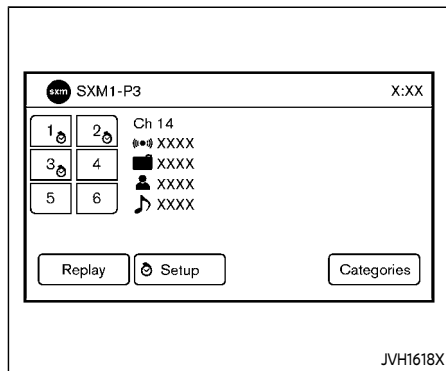 sxm SXM1-P3 X:XX
1 2 Ch 14
XXXX
3 4 XXXX
XXXX
5 6 XXXX
Replay Setup Categories
JVH1618X